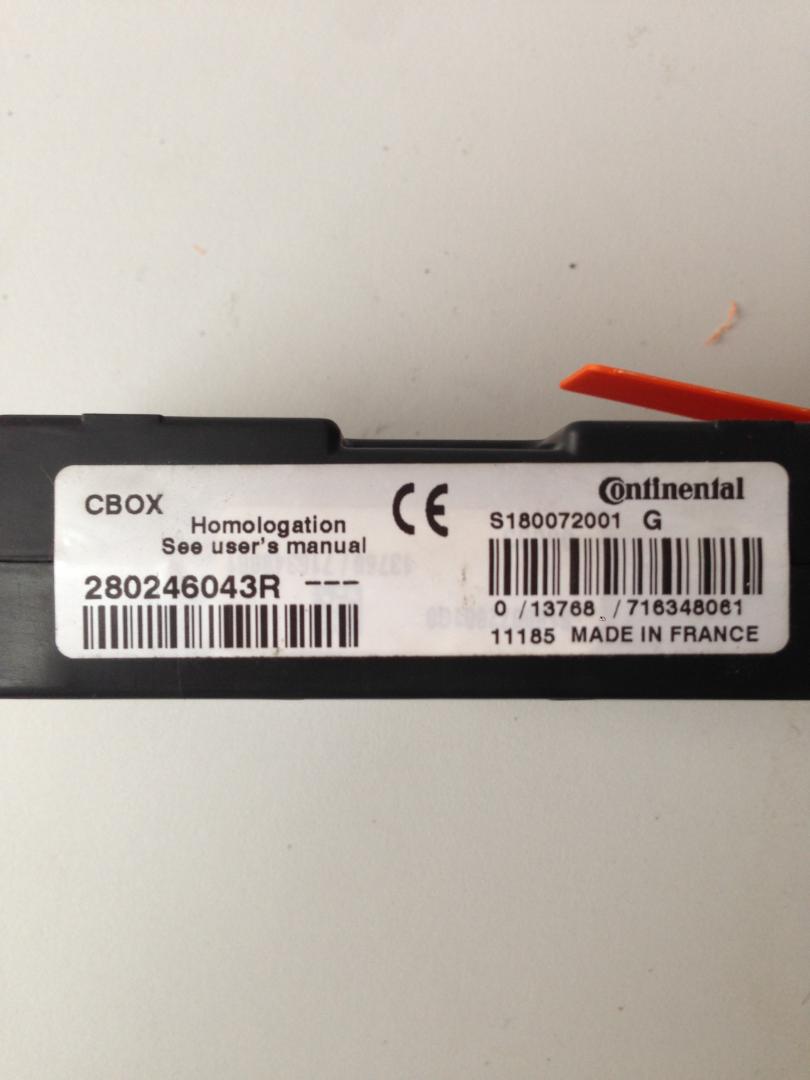 CBOX
Homologation
See user's manual
280246043R ---
CE
Continental
S180072001 G
0 /13768 /716348061
11185 MADE IN FRANCE